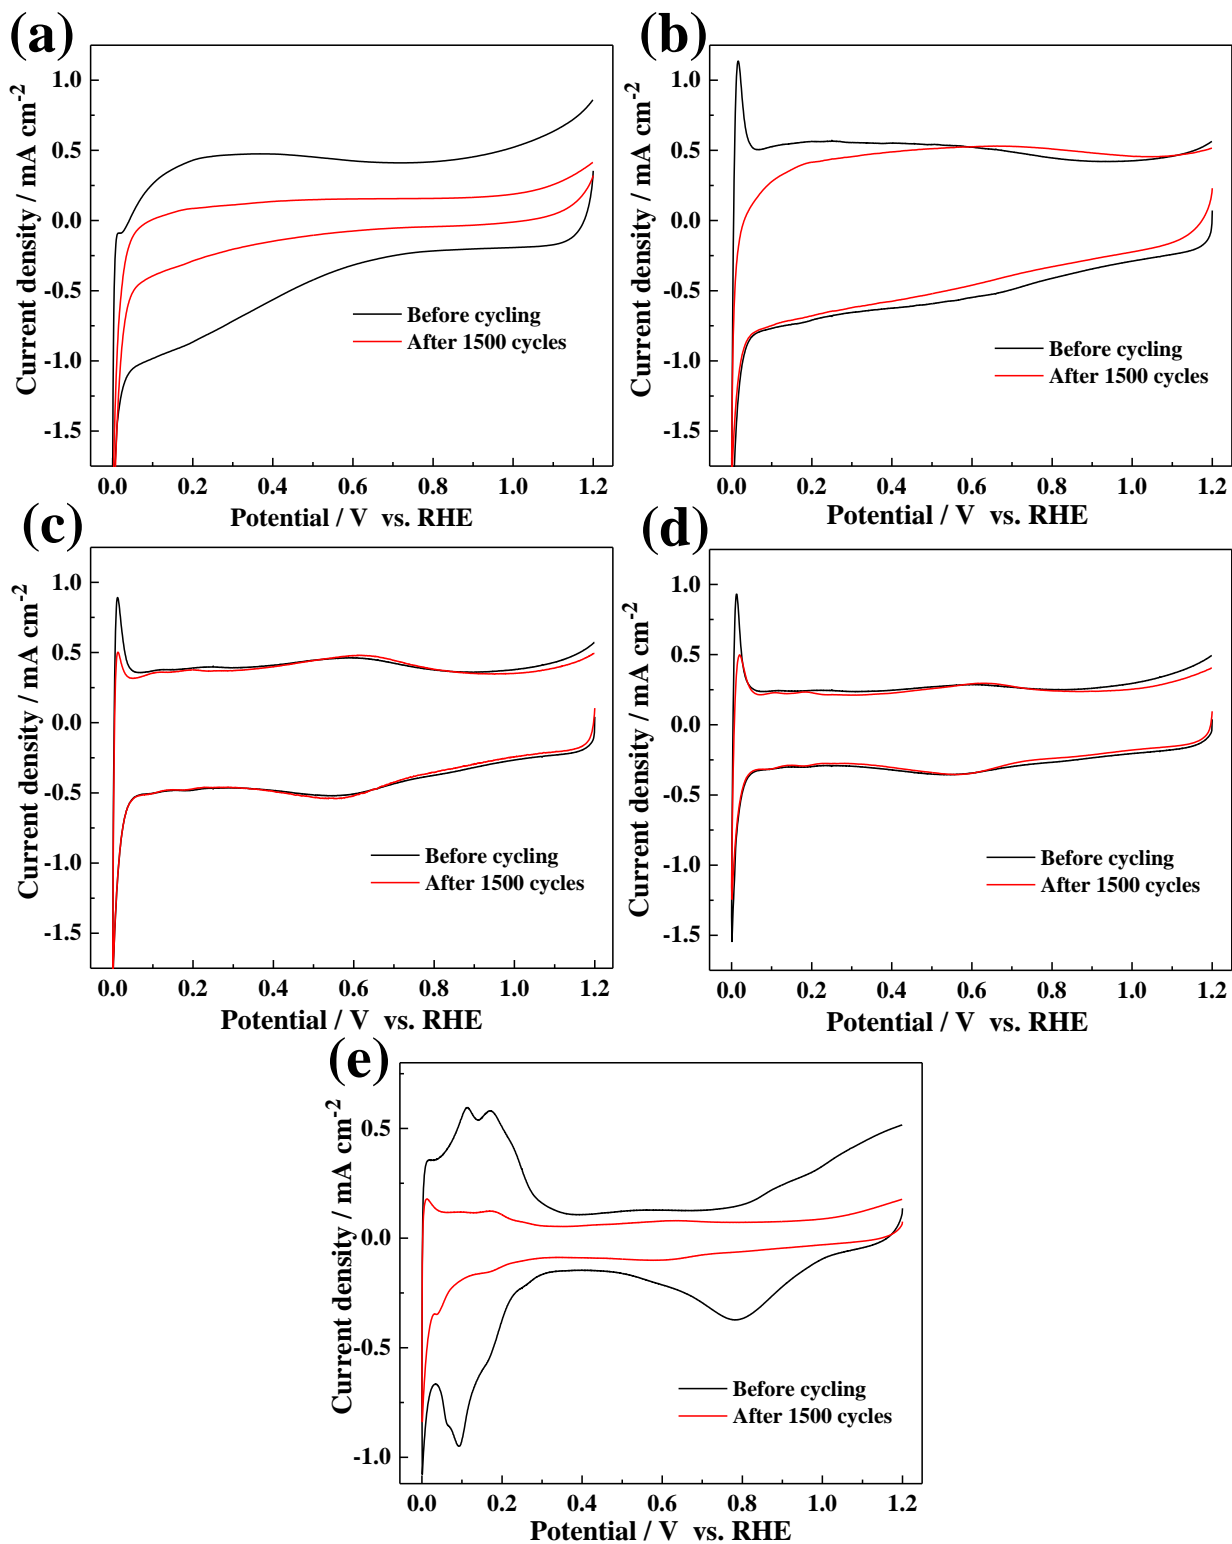 (a)
Current density / mA cm-2
1.0
0.5
0.0
-0.5
-1.0
-1.5
Before cycling
After 1500 cycles
0.0 0.2 0.4 0.6 0.8 1.0 1.2
Potential / V vs. RHE
(b)
Current density / mA cm-2
1.0
0.5
0.0
-0.5
-1.0
-1.5
Before cycling
After 1500 cycles
0.0 0.2 0.4 0.6 0.8 1.0 1.2
Potential / V vs. RHE
(c)
Current density / mA cm-2
1.0
0.5
0.0
-0.5
-1.0
-1.5
Before cycling
After 1500 cycles
0.0 0.2 0.4 0.6 0.8 1.0 1.2
Potential / V vs. RHE
(d)
Current density / mA cm-2
1.0
0.5
0.0
-0.5
-1.0
-1.5
Before cycling
After 1500 cycles
0.0 0.2 0.4 0.6 0.8 1.0 1.2
Potential / V vs. RHE
(e)
Current density / mA cm-2
0.5
0.0
-0.5
-1.0
Before cycling
After 1500 cycles
0.0 0.2 0.4 0.6 0.8 1.0 1.2
Potential / V vs. RHE